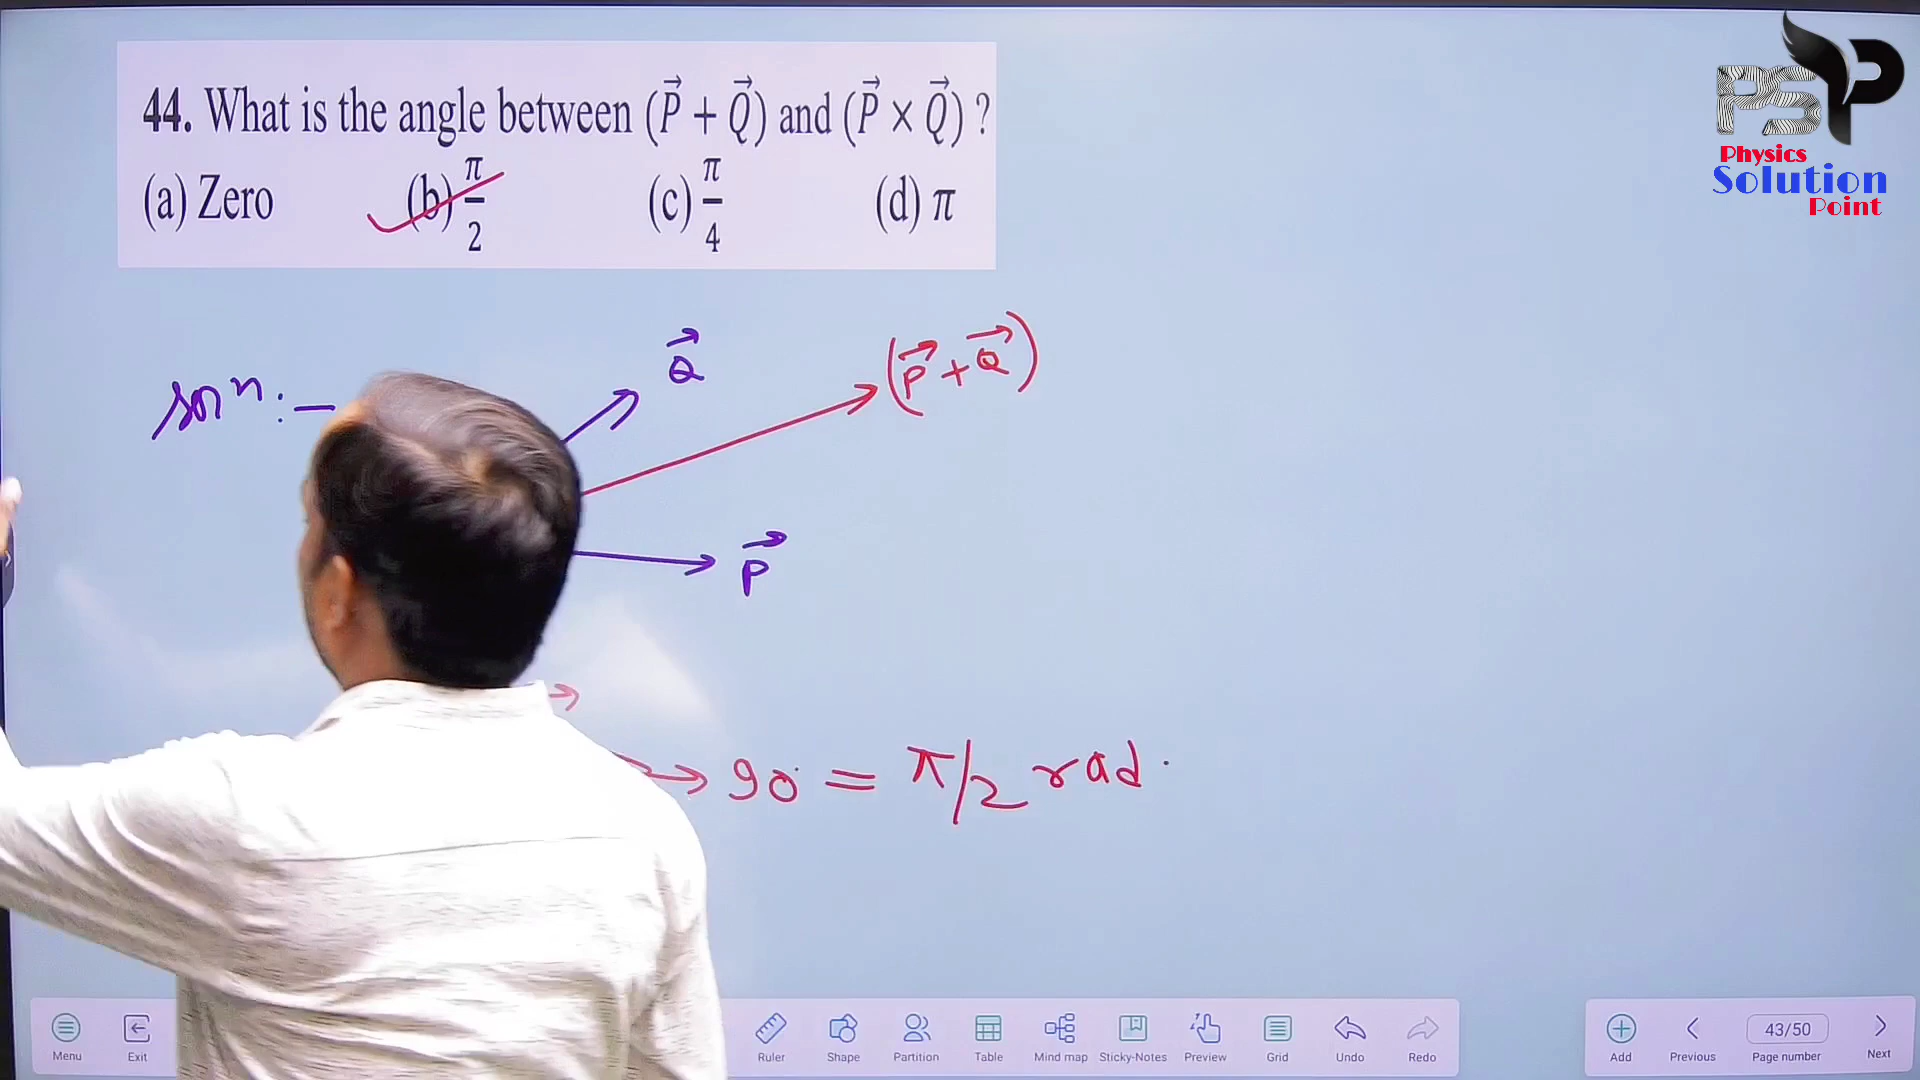 44. What is the angle between (P⃗ + Q⃗) and (P⃗ × Q⃗) ?
(a) Zero (b) π/2 (c) π/4 (d) π
PSP
Physics
Solution
Point
Solⁿ :-
Q⃗
(P⃗ + Q⃗)
P⃗
→ 90 = π/2 rad.
Menu Exit Ruler Shape Partition Table Mind map Sticky-Notes Preview Grid Undo Redo Add Previous 43/50 Page number Next